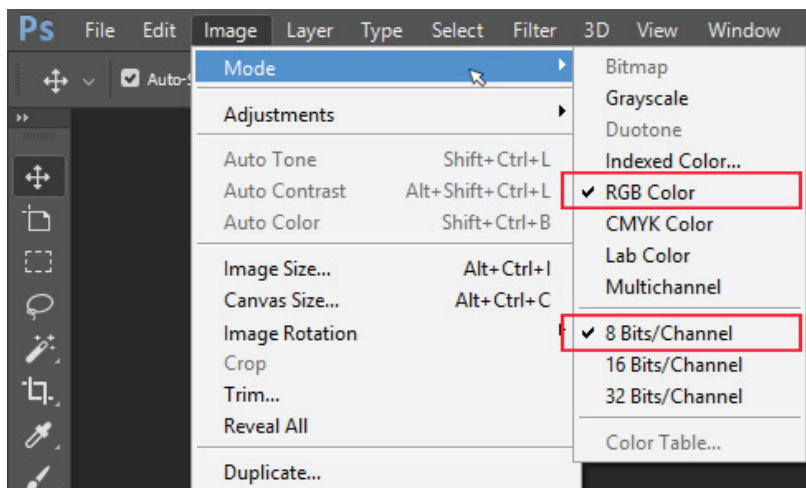 Ps File Edit Image Layer Type Select Filter 3D View Window
Auto-S
Mode
Adjustments
Auto Tone Shift+Ctrl+L
Auto Contrast Alt+Shift+Ctrl+L
Auto Color Shift+Ctrl+B
Image Size... Alt+Ctrl+I
Canvas Size... Alt+Ctrl+C
Image Rotation
Crop
Trim...
Reveal All
Duplicate...
Bitmap
Grayscale
Duotone
Indexed Color...
RGB Color
CMYK Color
Lab Color
Multichannel
8 Bits/Channel
16 Bits/Channel
32 Bits/Channel
Color Table...